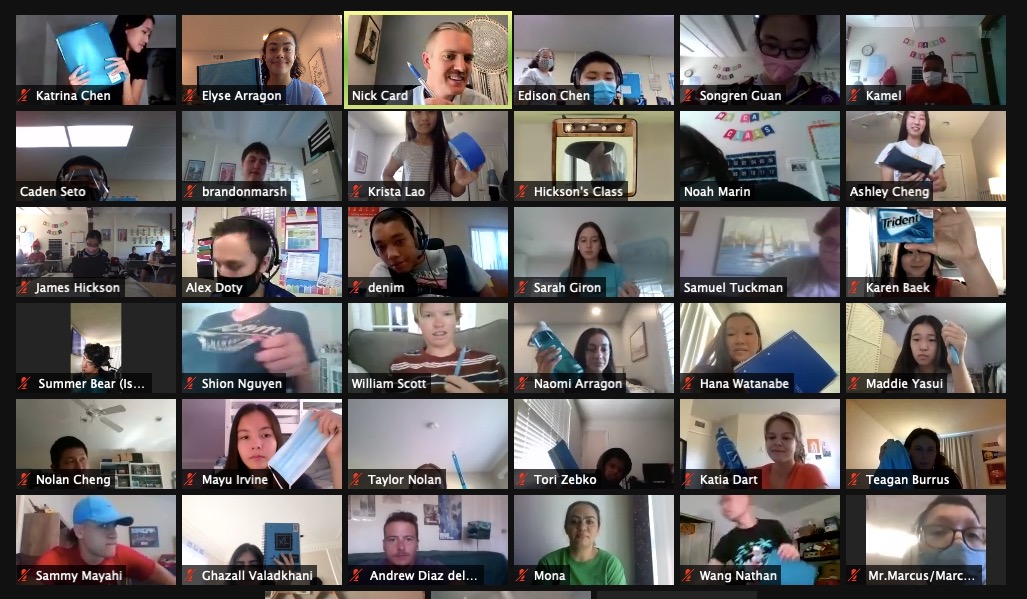 Katrina Chen
Elyse Arragon
Nick Card
Edison Chen
Songren Guan
Kamel
Caden Seto
brandonmarsh
Krista Lao
Hickson's Class
CLASS
Noah Marin
Ashley Cheng
James Hickson
Alex Doty
denim
Sarah Giron
Samuel Tuckman
Trident
Karen Baek
Summer Bear (Is...
Shion Nguyen
William Scott
Naomi Arragon
Hana Watanabe
Maddie Yasui
Nolan Cheng
Mayu Irvine
Taylor Nolan
Tori Zebko
Katia Dart
Teagan Burrus
Sammy Mayahi
Ghazall Valadkhani
Andrew Diaz del...
Mona
Wang Nathan
Mr.Marcus/Marc...